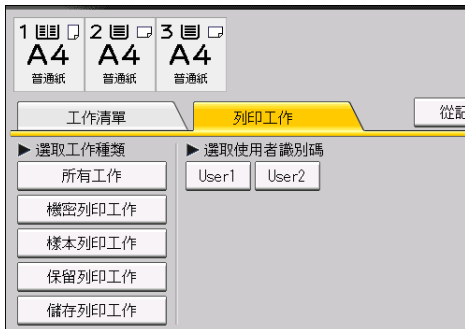 1 2 3
A4 A4 A4
普通紙 普通紙 普通紙
工作清單 列印工作 從記
▶ 選取工作種類 ▶ 選取使用者識別碼
所有工作 User1 User2
機密列印工作
樣本列印工作
保留列印工作
儲存列印工作